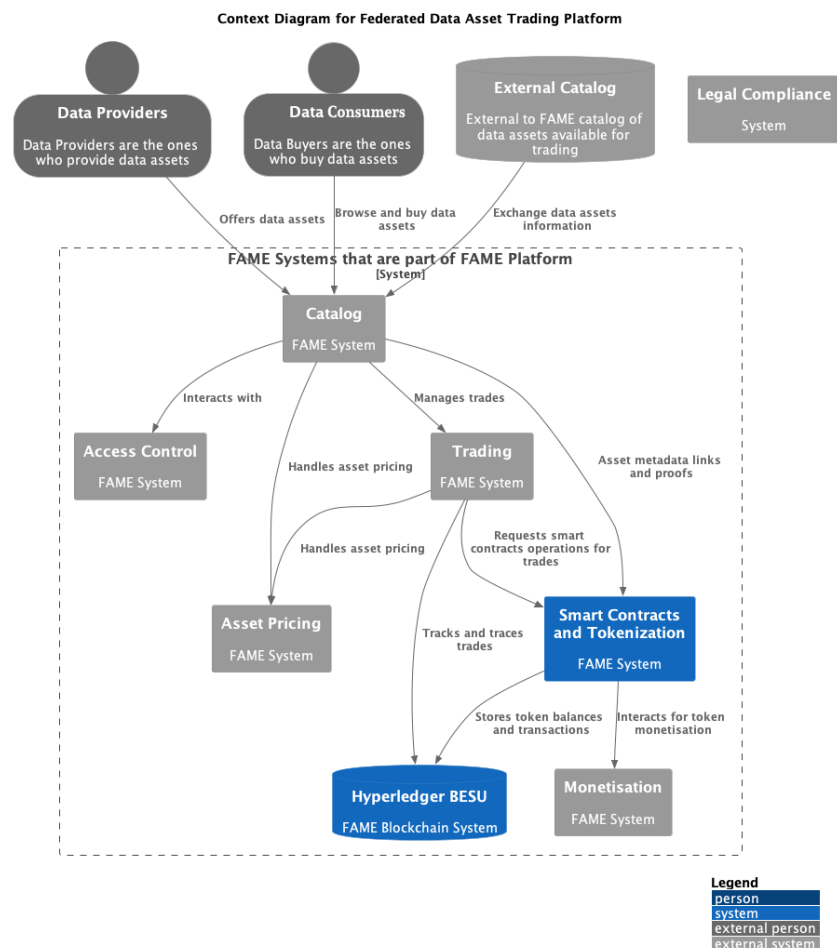 Context Diagram for Federated Data Asset Trading Platform
Data Providers
Data Providers are the ones
who provide data assets
Data Consumers
Data Buyers are the ones
who buy data assets
External Catalog
External to FAME catalog of
data assets available for
trading
Legal Compliance
System
Offers data assets
Browse and buy data
assets
Exchange data assets
information
FAME Systems that are part of FAME Platform
[System]
Catalog
FAME System
Interacts with
Manages trades
Access Control
FAME System
Handles asset pricing
Trading
FAME System
Asset metadata links
and proofs
Handles asset pricing
Requests smart
contracts operations for
trades
Asset Pricing
FAME System
Tracks and traces
trades
Smart Contracts
and Tokenization
FAME System
Stores token balances
and transactions
Interacts for token
monetisation
Hyperledger BESU
FAME Blockchain System
Monetisation
FAME System
Legend
person
system
external person
external system